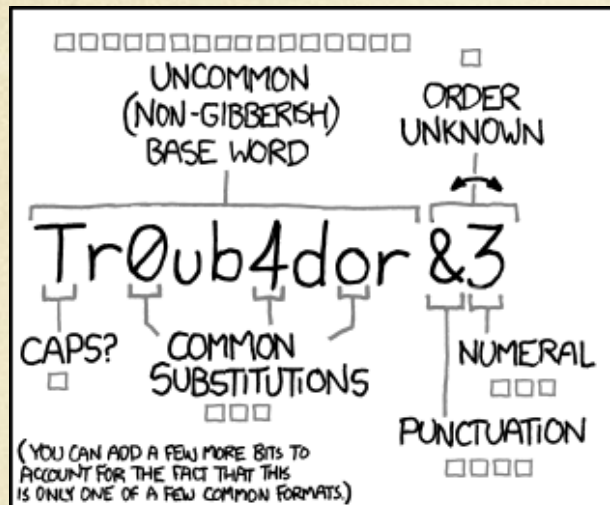 UNCOMMON
(NON-GIBBERISH)
BASE WORD
ORDER
UNKNOWN
Tr0ub4dor &3
CAPS?
COMMON
SUBSTITUTIONS
NUMERAL
PUNCTUATION
(YOU CAN ADD A FEW MORE BITS TO
ACCOUNT FOR THE FACT THAT THIS
IS ONLY ONE OF A FEW COMMON FORMATS.)